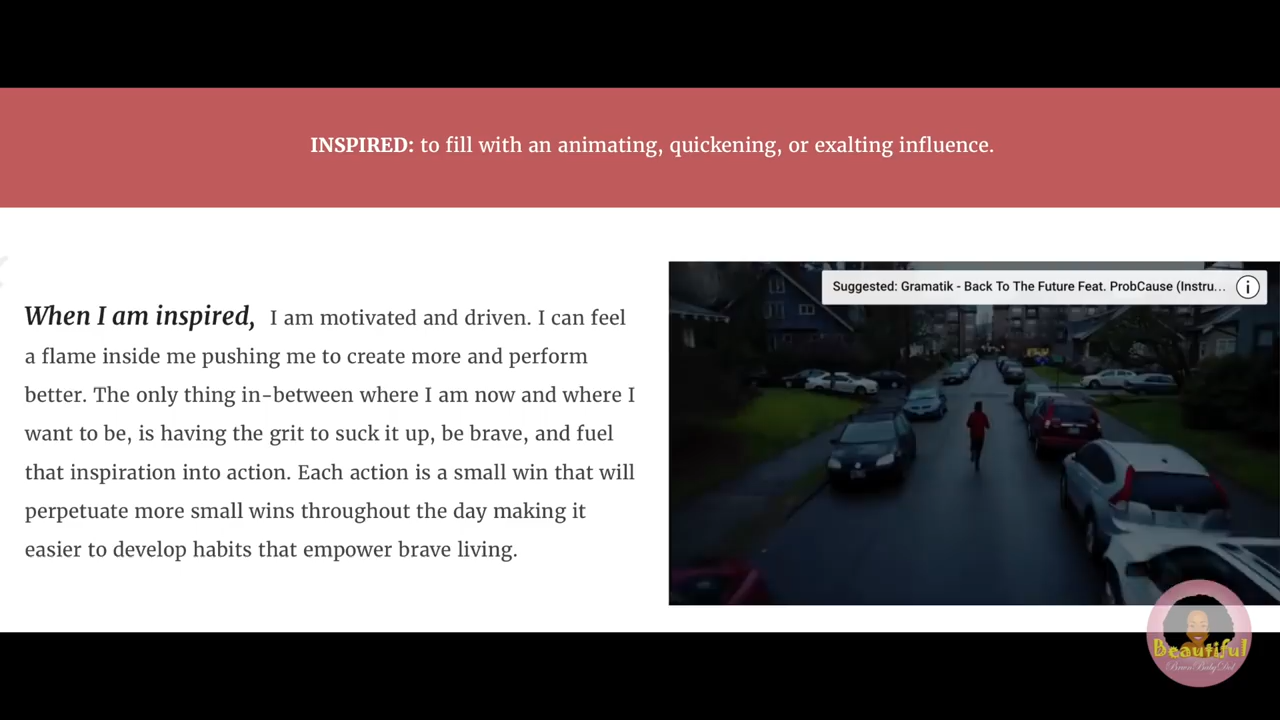 INSPIRED: to fill with an animating, quickening, or exalting influence.
When I am inspired, I am motivated and driven. I can feel
a flame inside me pushing me to create more and perform
better. The only thing in-between where I am now and where I
want to be, is having the grit to suck it up, be brave, and fuel
that inspiration into action. Each action is a small win that will
perpetuate more small wins throughout the day making it
easier to develop habits that empower brave living.
Suggested: Gramatik - Back To The Future Feat. ProbCause (Instru...
Beautiful